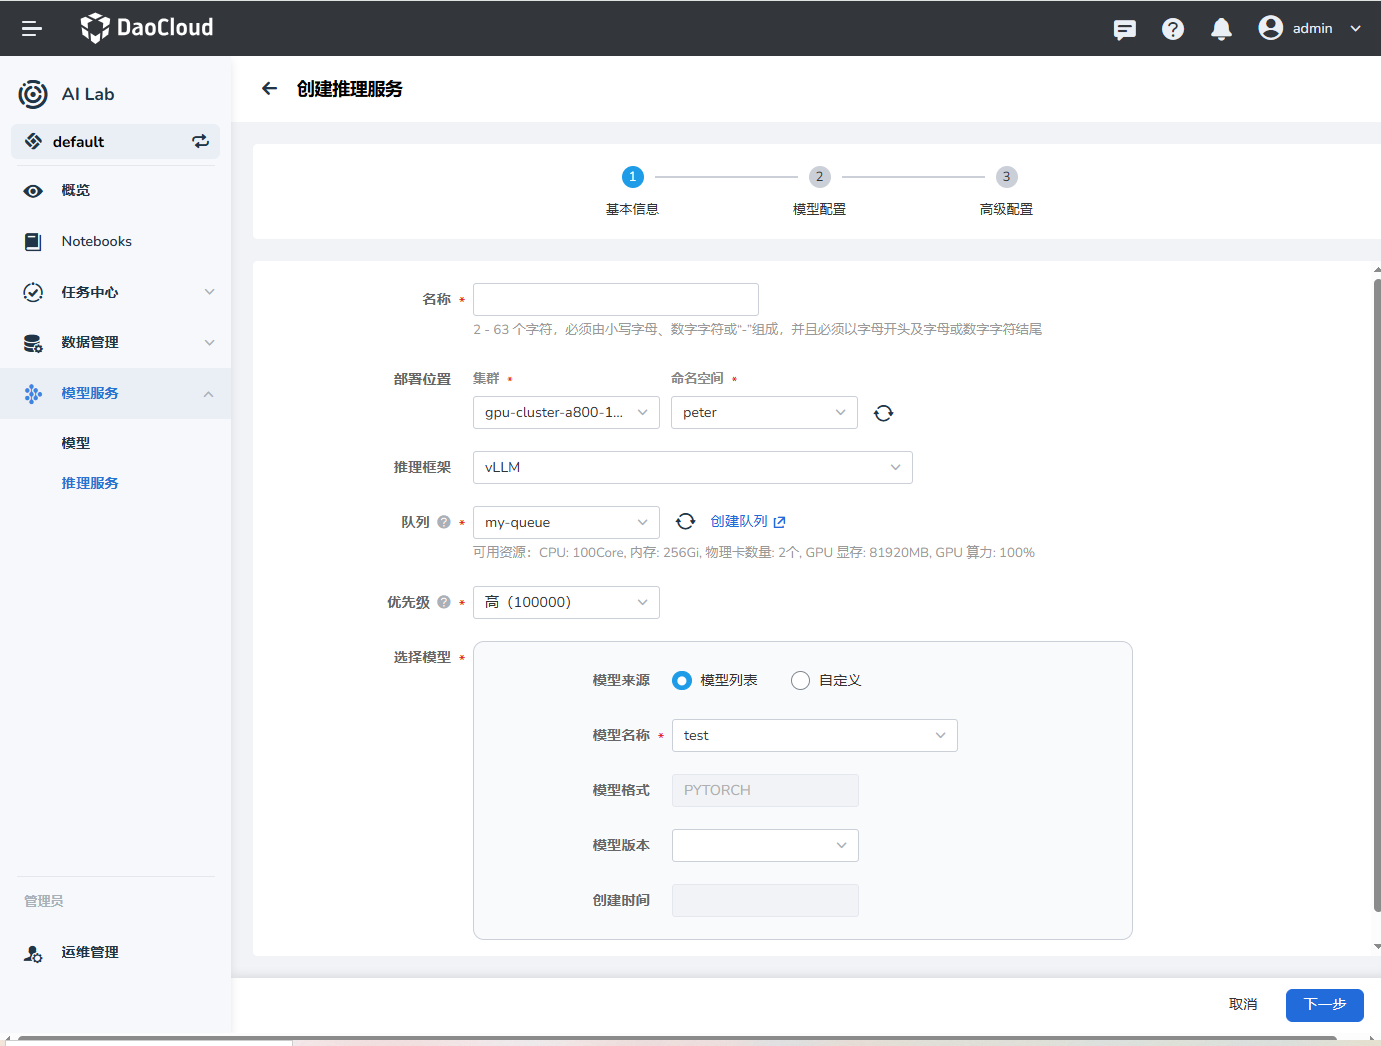 DaoCloud
admin
AI Lab
default
概览
Notebooks
任务中心
数据管理
模型服务
模型
推理服务
管理员
运维管理
创建推理服务
1 2 3
基本信息 模型配置 高级配置
名称 *
2 - 63 个字符，必须由小写字母、数字字符或“-”组成，并且必须以字母开头及字母或数字字符结尾
部署位置 集群 * 命名空间 *
gpu-cluster-a800-1... peter
推理框架 vLLM
队列 * my-queue 创建队列
可用资源：CPU: 100Core, 内存: 256Gi, 物理卡数量: 2个, GPU 显存: 81920MB, GPU 算力: 100%
优先级 * 高（100000）
选择模型 *
模型来源 模型列表 自定义
模型名称 * test
模型格式 PYTORCH
模型版本
创建时间
取消 下一步